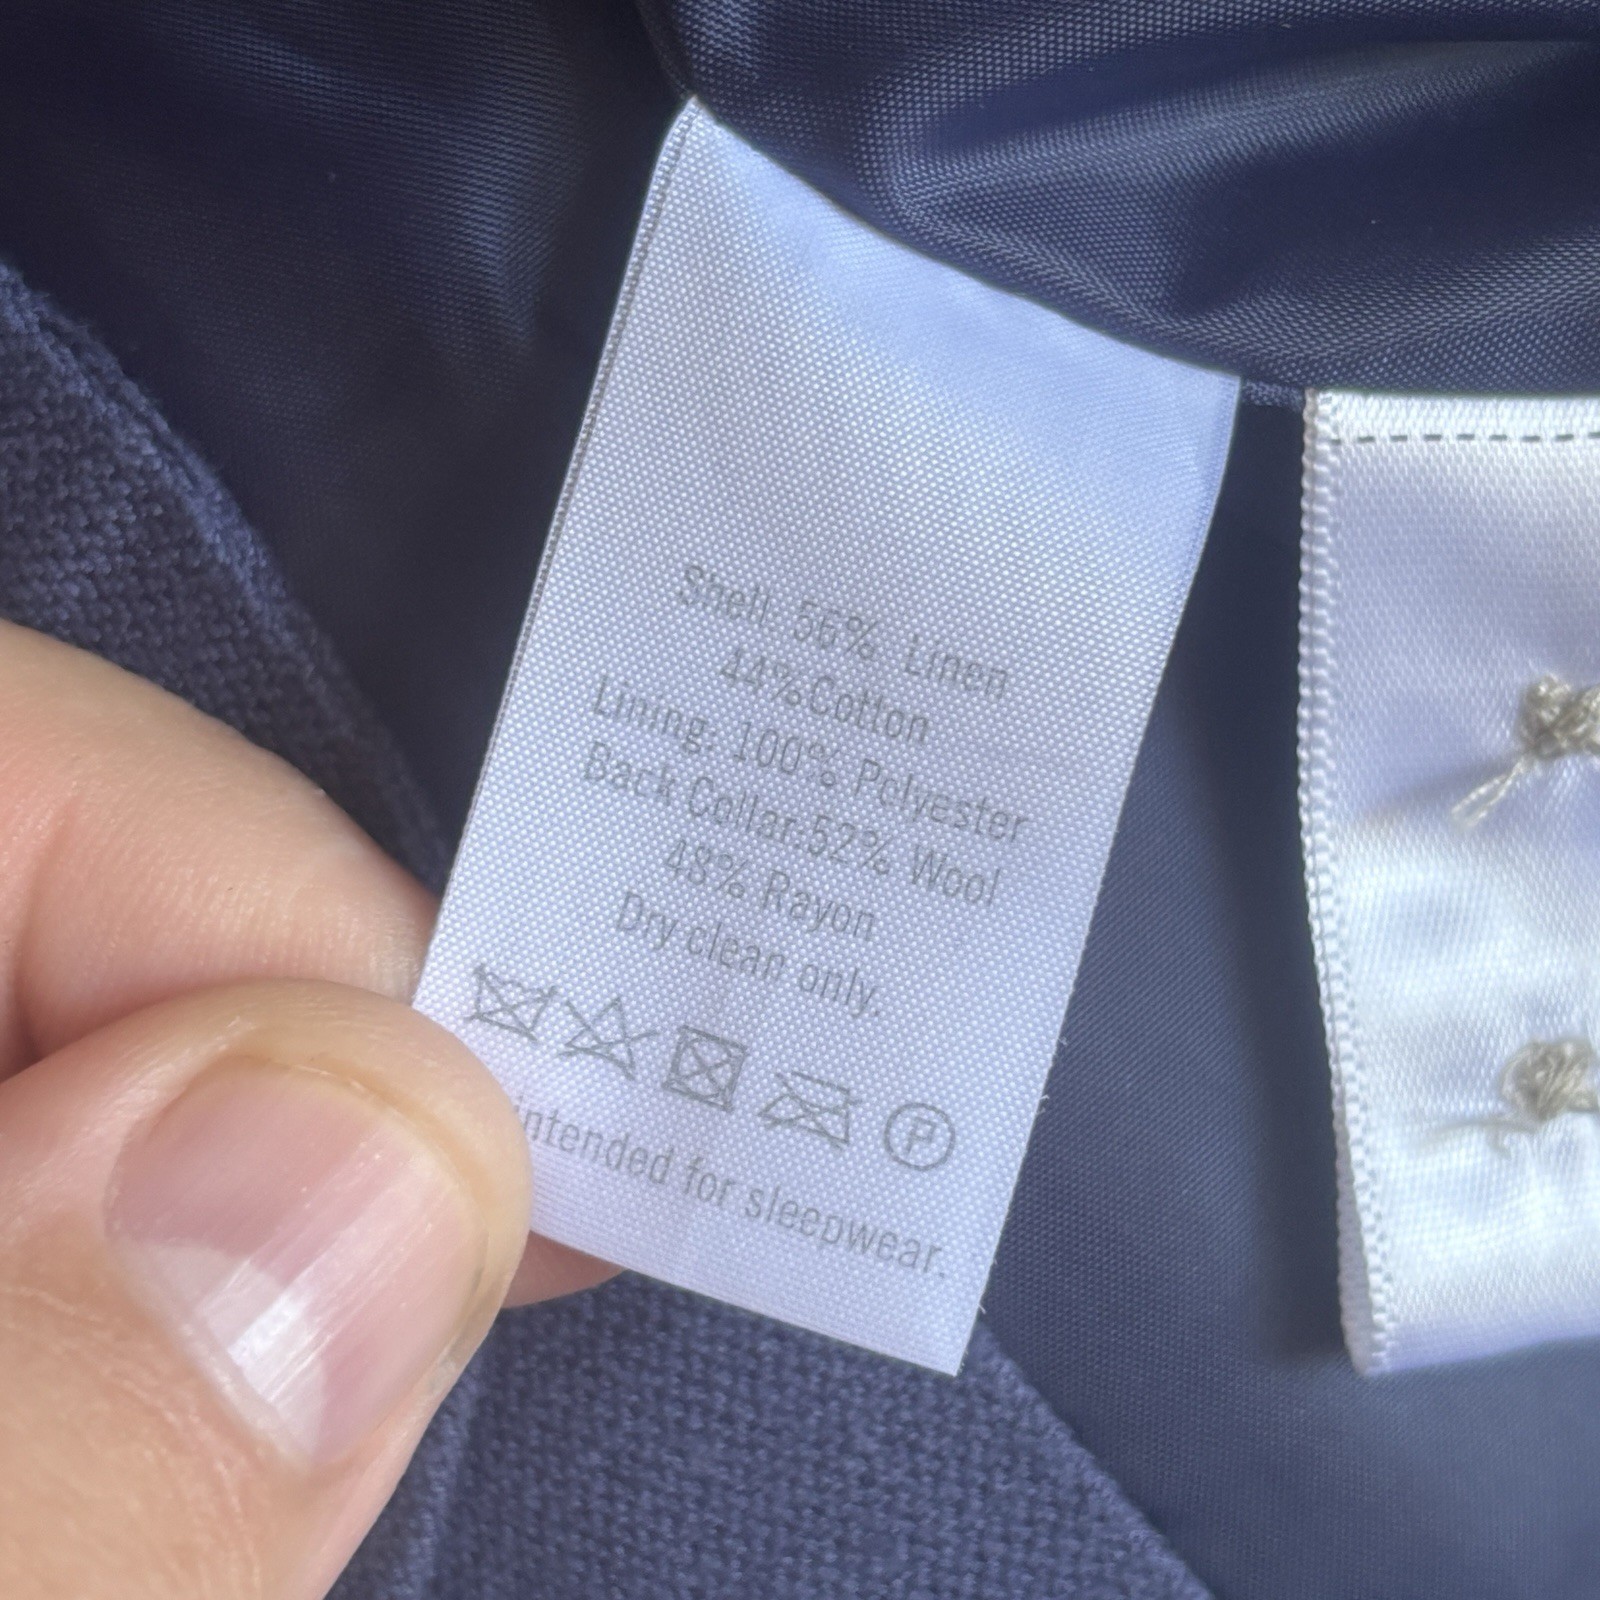 Shell: 56% Linen
44%Cotton
Lining: 100% Polyester
Back Collar:52% Wool
48% Rayon
Dry clean only.
P
intended for sleepwear.